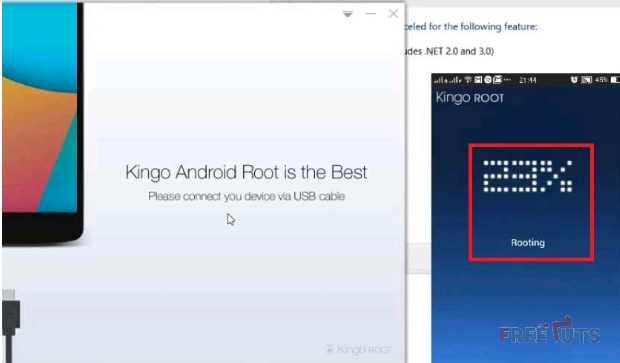 celed for the following feature:
udes .NET 2.0 and 3.0)
Kingo Android Root is the Best
Please connect you device via USB cable
Kingo ROOT
21:44
45%
Kingo ROOT
23%
Rooting
FREETUTS